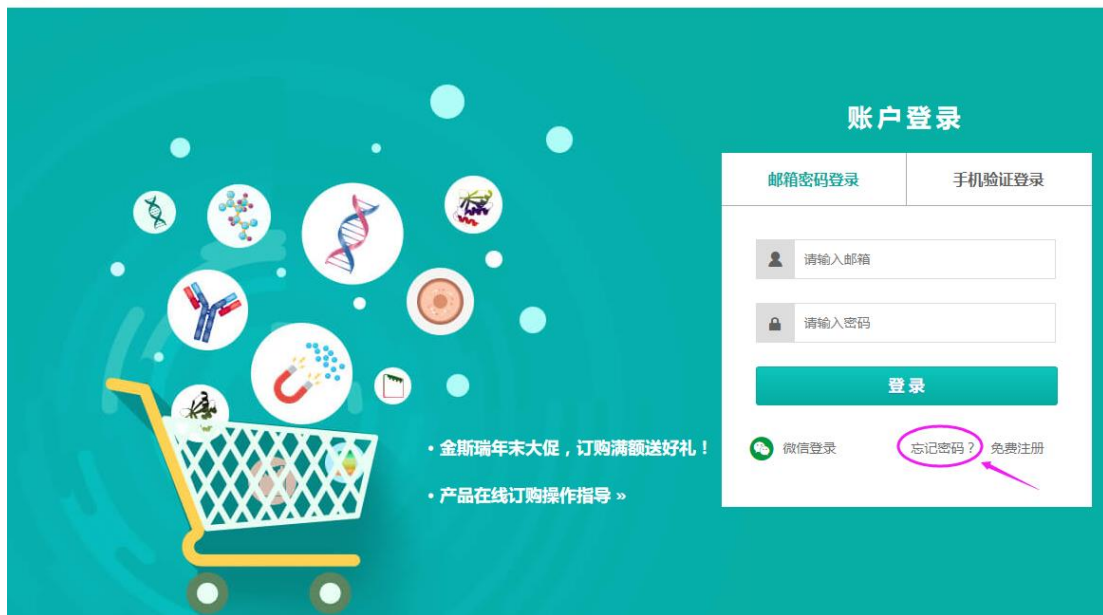 账户登录
邮箱密码登录
手机验证登录
请输入邮箱
请输入密码
登录
微信登录
忘记密码？
免费注册
• 金斯瑞年末大促，订购满额送好礼！
• 产品在线订购操作指导 »